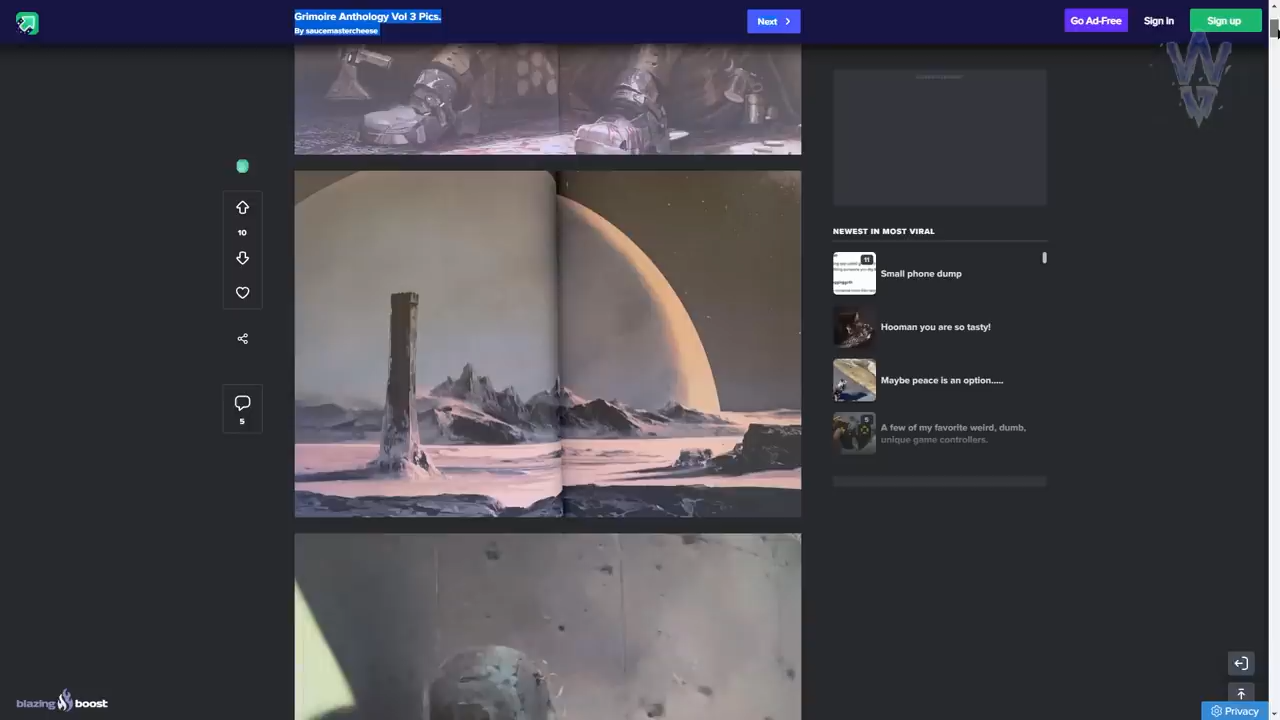 Grimoire Anthology Vol 3 Pics.
By saucemastercheese
Next
Go Ad-Free
Sign in
Sign up
W
10
5
NEWEST IN MOST VIRAL
11
Small phone dump
Hooman you are so tasty!
Maybe peace is an option.....
5
A few of my favorite weird, dumb,
unique game controllers.
blazing boost
Privacy